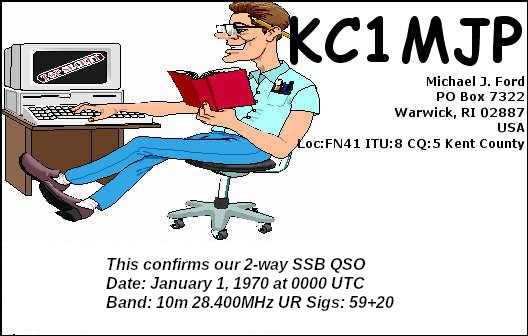 KC1MJP
Michael J. Ford
PO Box 7322
Warwick, RI 02887
USA
Loc:FN41 ITU:8 CQ:5 Kent County
TOP SECRET
This confirms our 2-way SSB QSO
Date: January 1, 1970 at 0000 UTC
Band: 10m 28.400MHz UR Sigs: 59+20